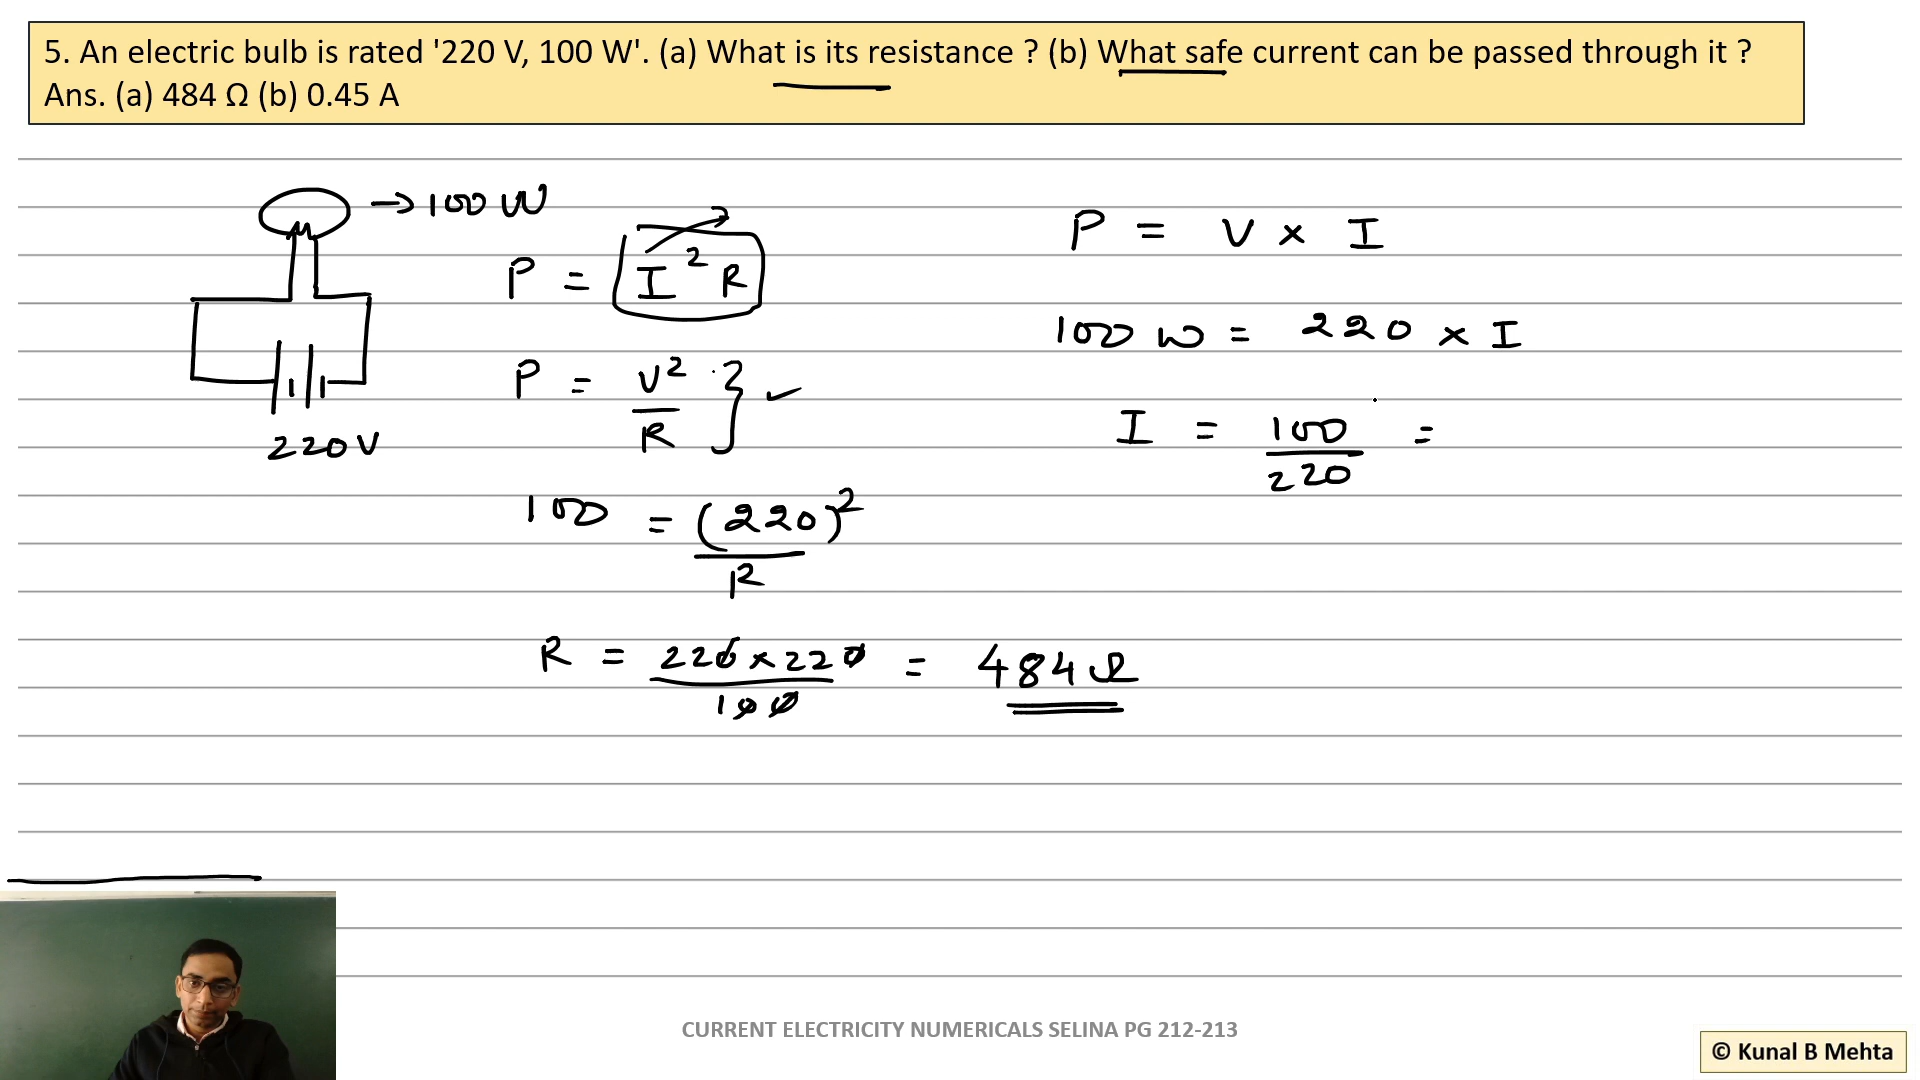 5. An electric bulb is rated '220 V, 100 W'. (a) What is its resistance ? (b) What safe current can be passed through it ?
Ans. (a) 484 Ω (b) 0.45 A
→ 100 W
220V
P = I² R
P = V² / R
100 = (220)² / R
R = 220 x 220 / 100 = 484 Ω
P = V x I
100 W = 220 x I
I = 100 / 220 =
CURRENT ELECTRICITY NUMERICALS SELINA PG 212-213
© Kunal B Mehta